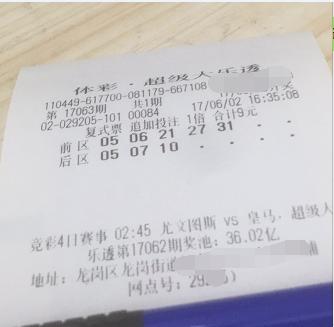 体彩·超级大乐透
110449-617700-081179-667108
第 17063期 共1期 17/06/02 16:35:08
02-029205-101 00084
复式票 追加投注 1倍 合计9元
前区 05 06 21 27 31
后区 05 07 10
竞彩4日赛事 02:45 尤文图斯 vs 皇马,超级大
乐透第17062期奖池:36.02亿
地址:龙岗区龙岗街道
网点号:29